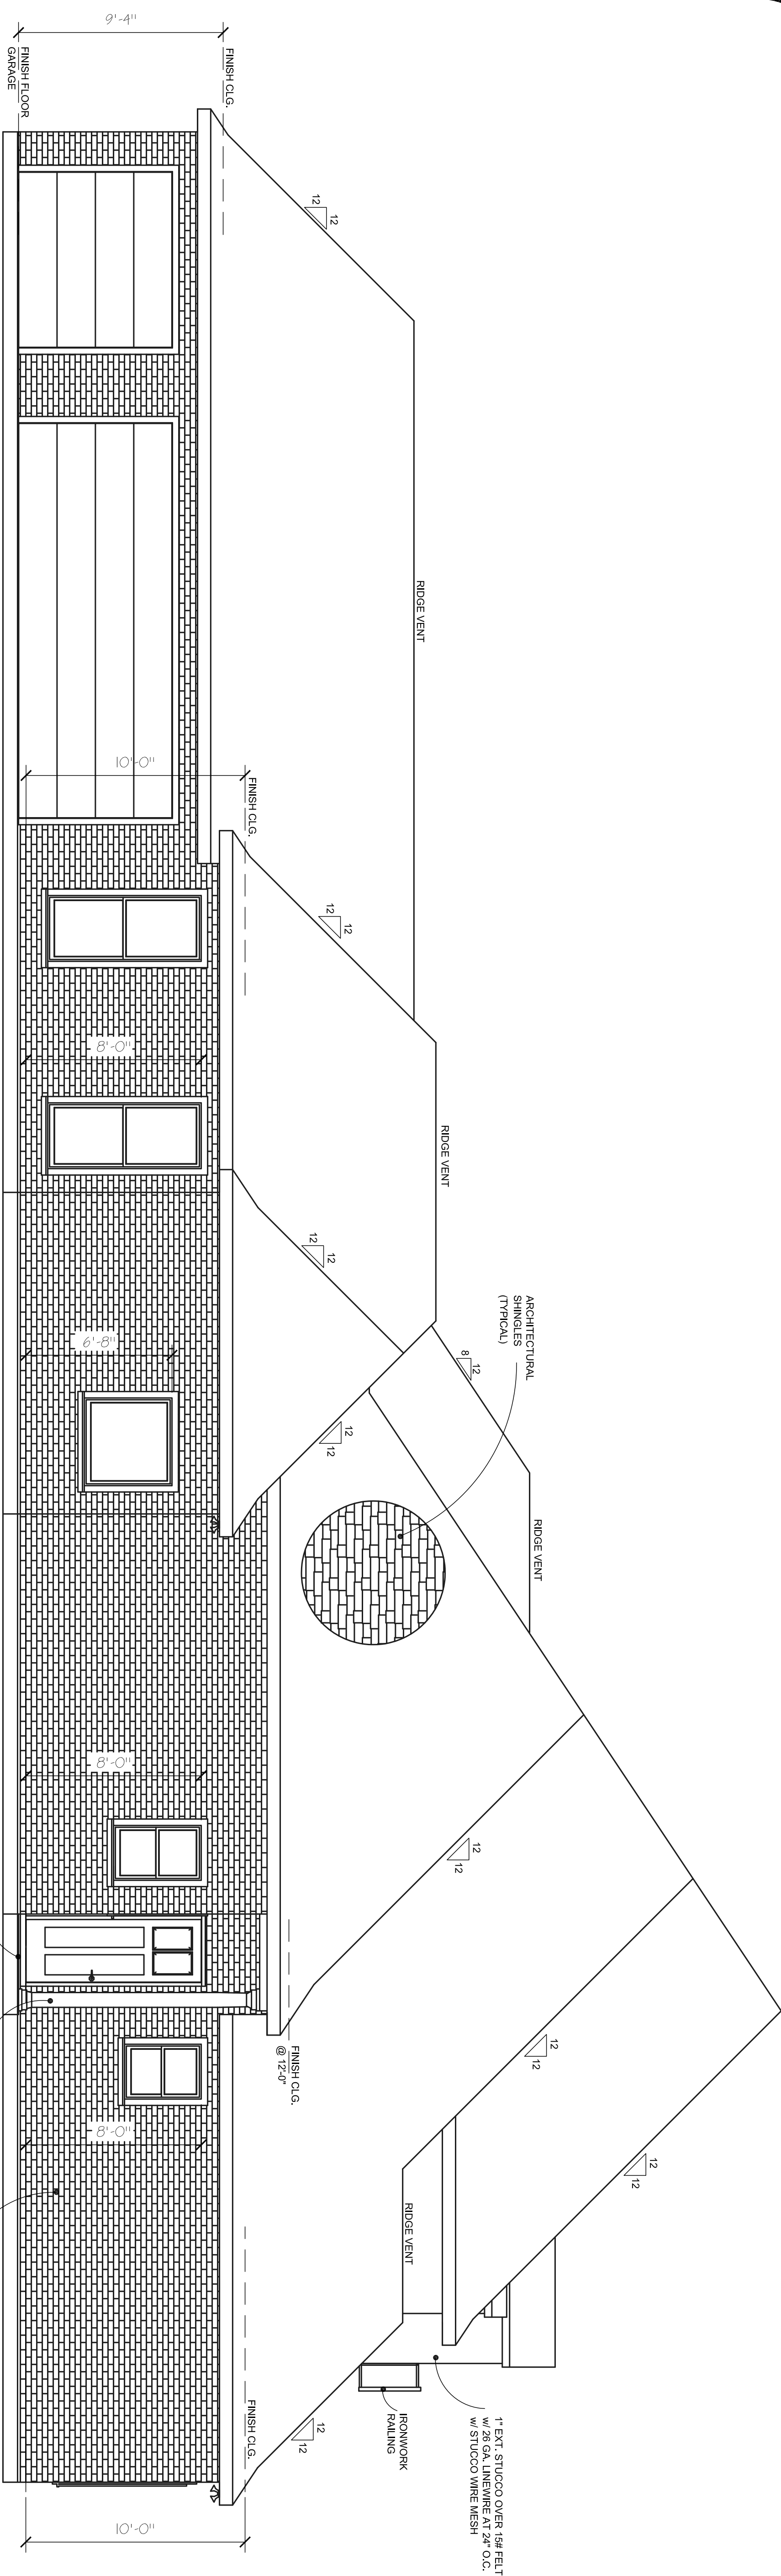 9'-4"
FINISH CLG.
FINISH FLOOR
GARAGE
12
12
RIDGE VENT
10'-0"
FINISH CLG.
12
12
8'-0"
RIDGE VENT
12
12
6'-8"
ARCHITECTURAL
SHINGLES
(TYPICAL)
12
8
12
12
RIDGE VENT
8'-0"
12
12
FINISH CLG.
@ 12'-0"
12
12
8'-0"
12
12
RIDGE VENT
IRONWORK
RAILING
1" EXT. STUCCO OVER 15# FELT
w/ 26 GA. LINEWIRE AT 24" O.C.
w/ STUCCO WIRE MESH
12
12
FINISH CLG.
10'-0"